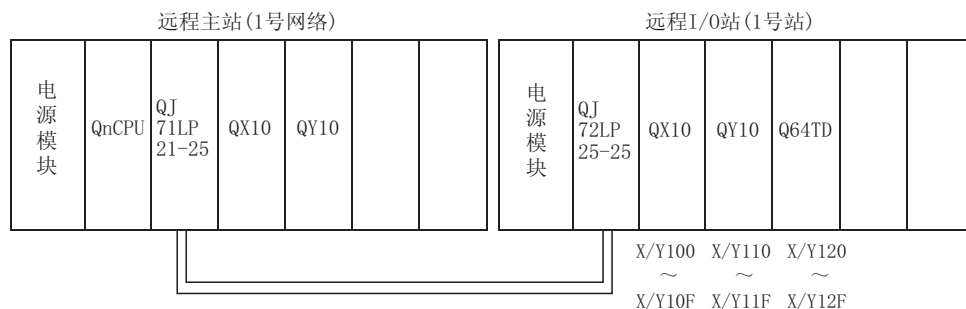 远程主站(1号网络)
电源模块
QnCPU
QJ
71LP
21-25
QX10
QY10
远程I/O站(1号站)
电源模块
QJ
72LP
25-25
QX10
QY10
Q64TD
X/Y100
～
X/Y10F
X/Y110
～
X/Y11F
X/Y120
～
X/Y12F